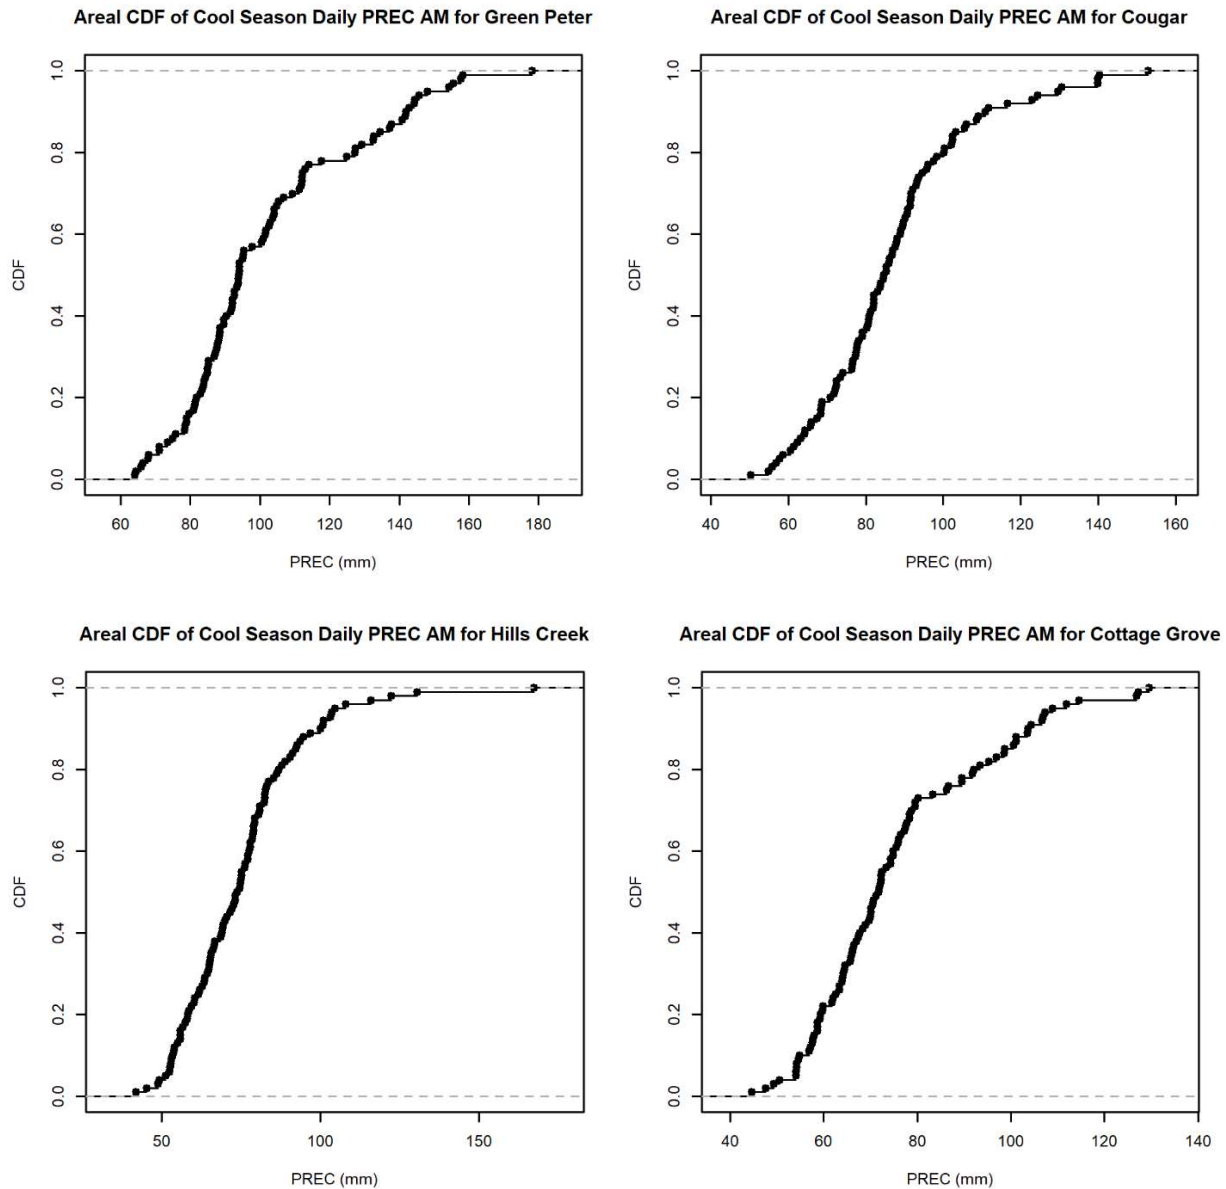 Areal CDF of Cool Season Daily PREC AM for Green Peter
CDF
0.0 0.2 0.4 0.6 0.8 1.0
60 80 100 120 140 160 180
PREC (mm)
Areal CDF of Cool Season Daily PREC AM for Cougar
CDF
0.0 0.2 0.4 0.6 0.8 1.0
40 60 80 100 120 140 160
PREC (mm)
Areal CDF of Cool Season Daily PREC AM for Hills Creek
CDF
0.0 0.2 0.4 0.6 0.8 1.0
50 100 150
PREC (mm)
Areal CDF of Cool Season Daily PREC AM for Cottage Grove
CDF
0.0 0.2 0.4 0.6 0.8 1.0
40 60 80 100 120 140
PREC (mm)